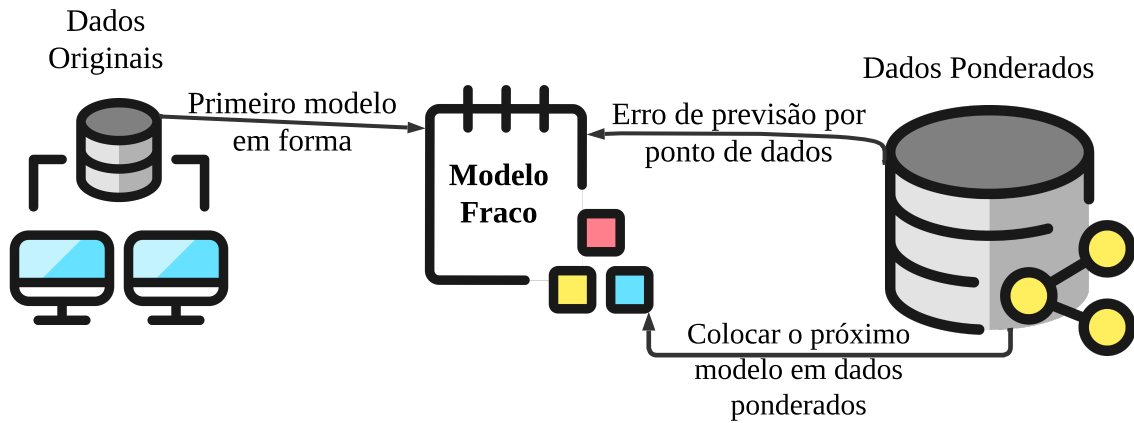 Dados
Originais
Primeiro modelo
em forma
Modelo
Fraco
Erro de previsão por
ponto de dados
Dados Ponderados
Colocar o próximo
modelo em dados
ponderados